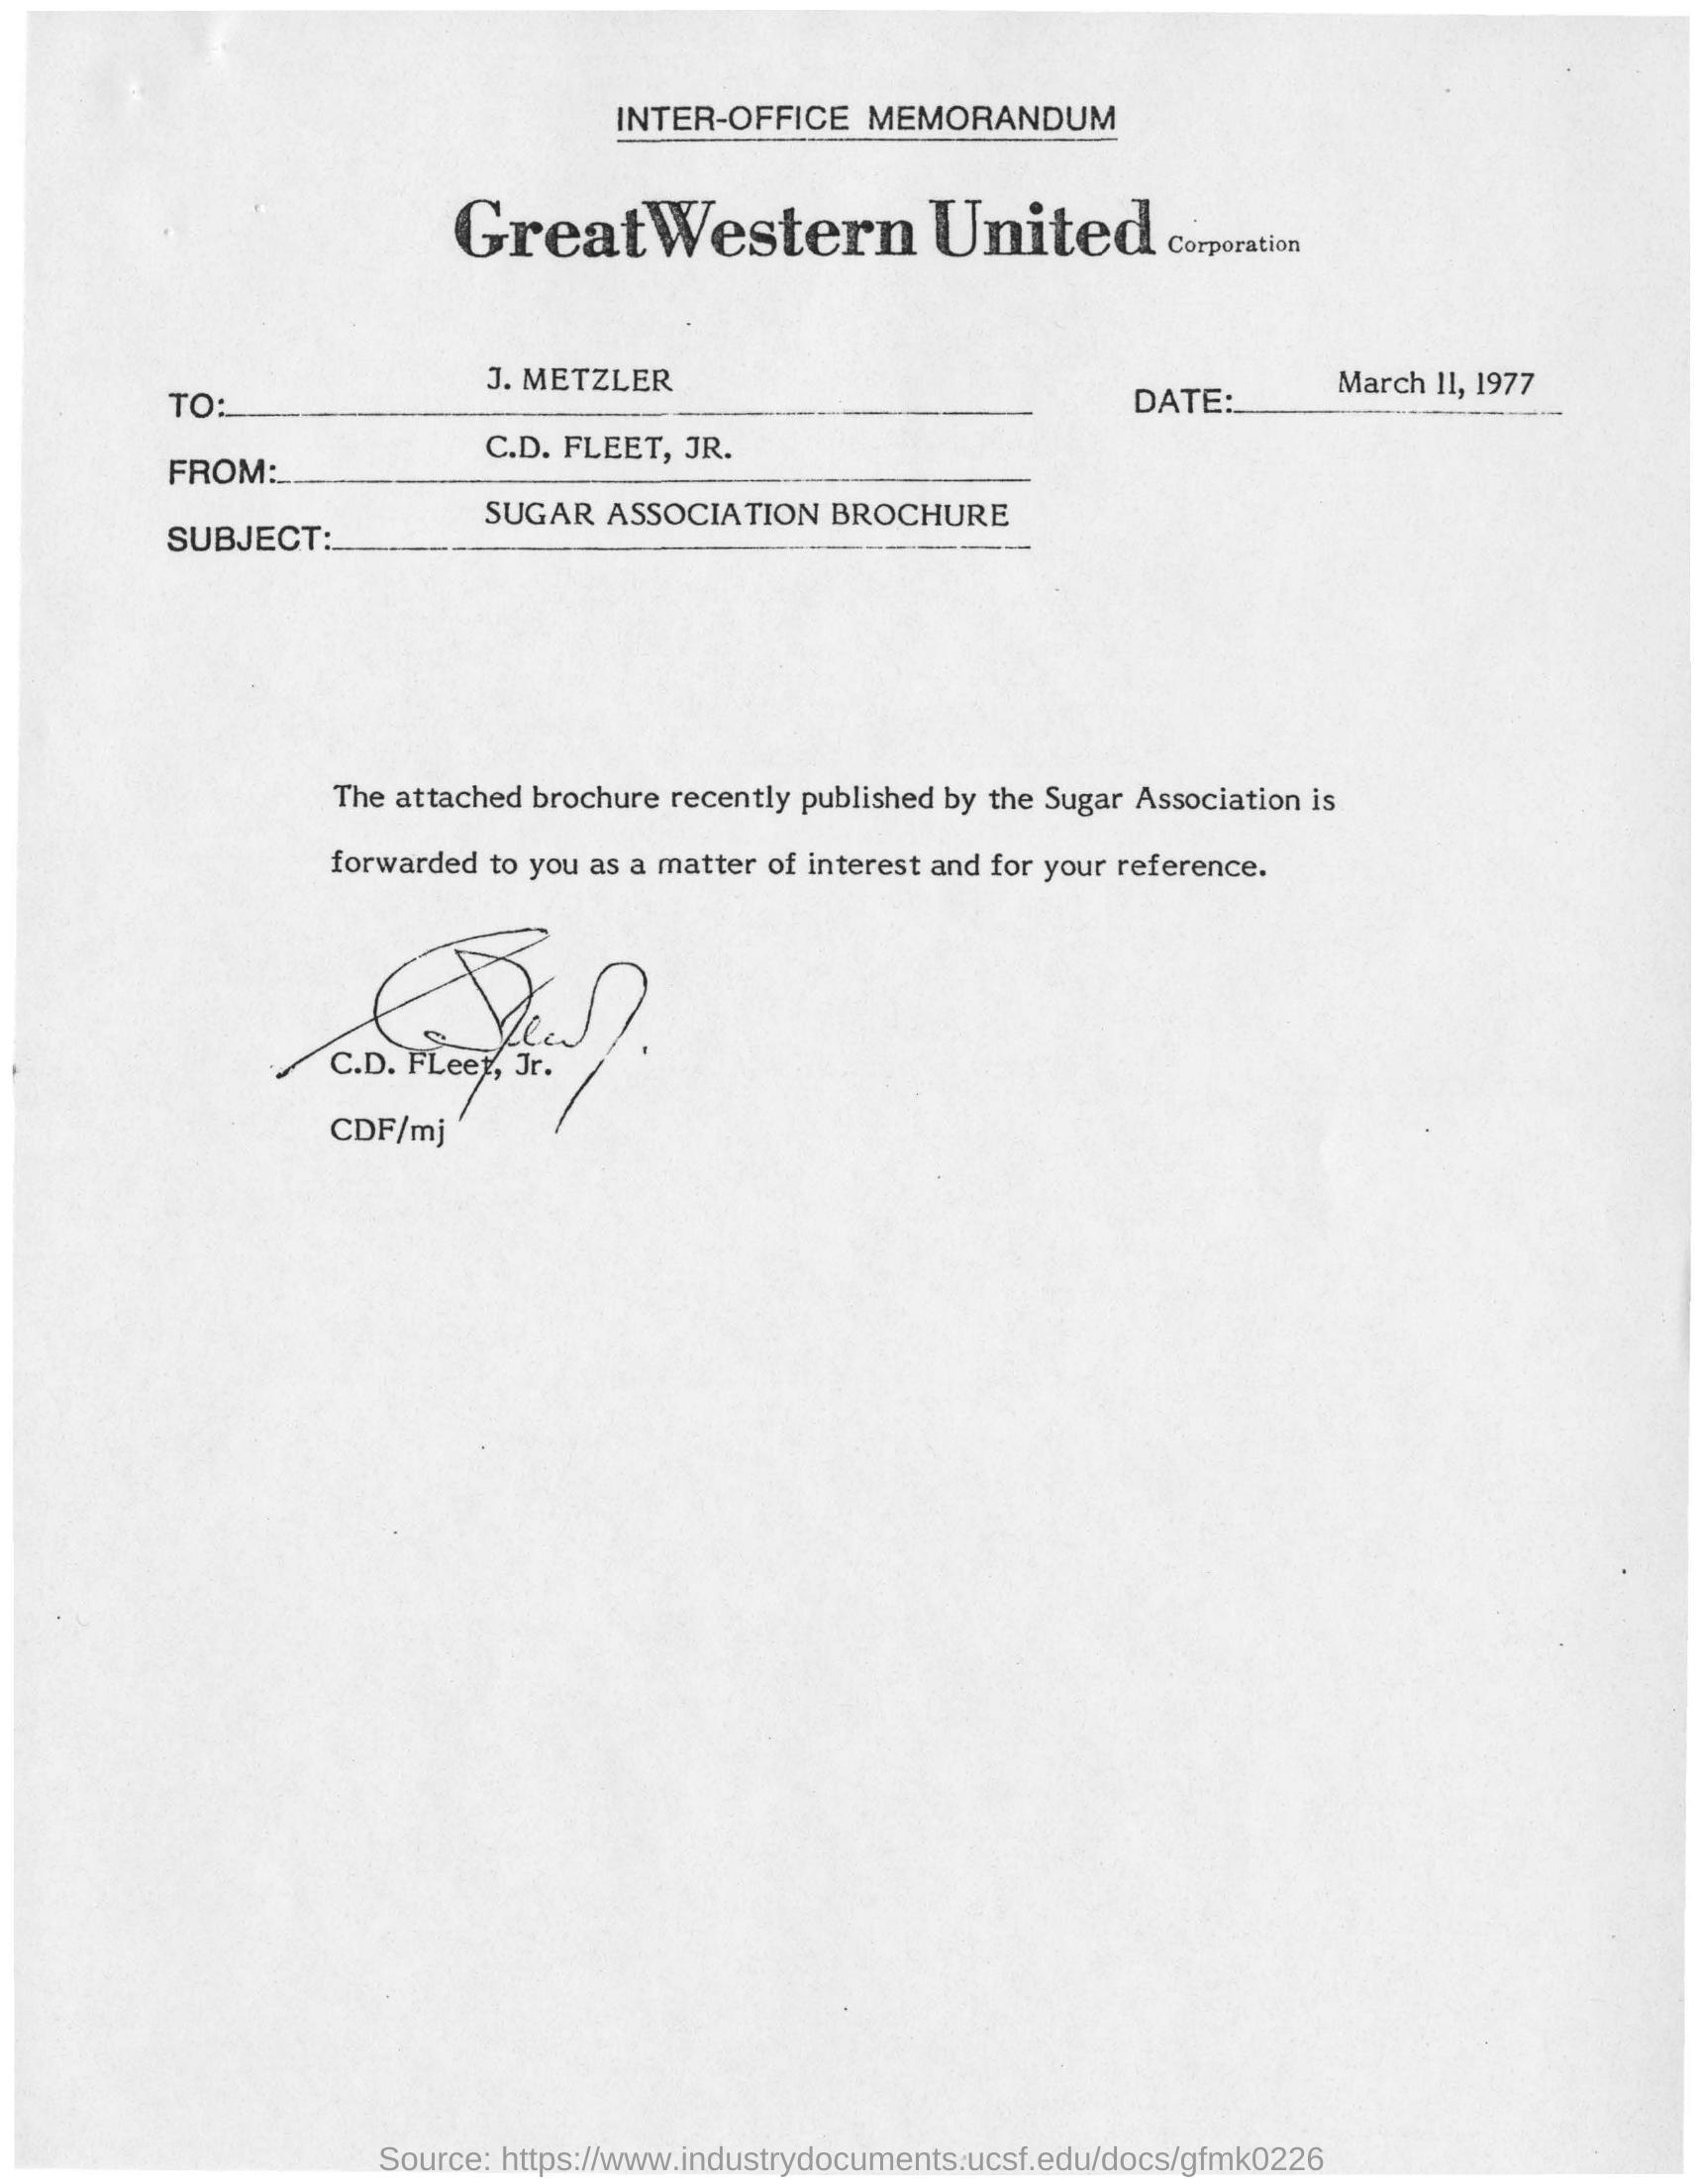 INTER-OFFICE MEMORANDUM
GreatWestern United Corporation
TO: J. METZLER DATE: March 11, 1977
FROM: C.D. FLEET, JR.
SUBJECT: SUGAR ASSOCIATION BROCHURE
The attached brochure recently published by the Sugar Association is
forwarded to you as a matter of interest and for your reference.
C.D. FLeet, Jr.
CDF/mj
Source: https://www.industrydocuments.ucsf.edu/docs/gfmk0226